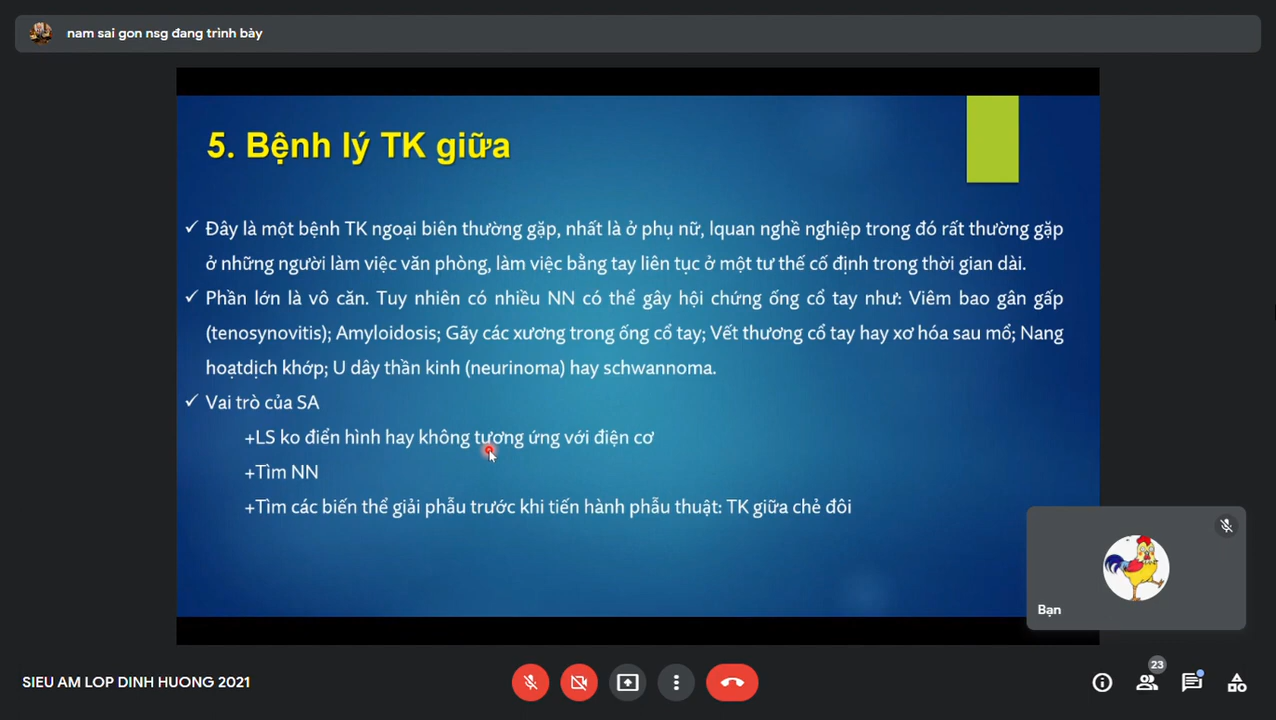 nam sai gon nsg đang trình bày
5. Bệnh lý TK giữa
✓ Đây là một bệnh TK ngoại biên thường gặp, nhất là ở phụ nữ, lquan nghề nghiệp trong đó rất thường gặp
ở những người làm việc văn phòng, làm việc bằng tay liên tục ở một tư thế cố định trong thời gian dài.
✓ Phần lớn là vô căn. Tuy nhiên có nhiều NN có thể gây hội chứng ống cổ tay như: Viêm bao gân gấp
(tenosynovitis); Amyloidosis; Gãy các xương trong ống cổ tay; Vết thương cổ tay hay xơ hóa sau mổ; Nang
hoạtdịch khớp; U dây thần kinh (neurinoma) hay schwannoma.
✓ Vai trò của SA
+LS ko điển hình hay không tương ứng với điện cơ
+Tìm NN
+Tìm các biến thể giải phẫu trước khi tiến hành phẫu thuật: TK giữa chẻ đôi
Bạn
SIEU AM LOP DINH HUONG 2021
23